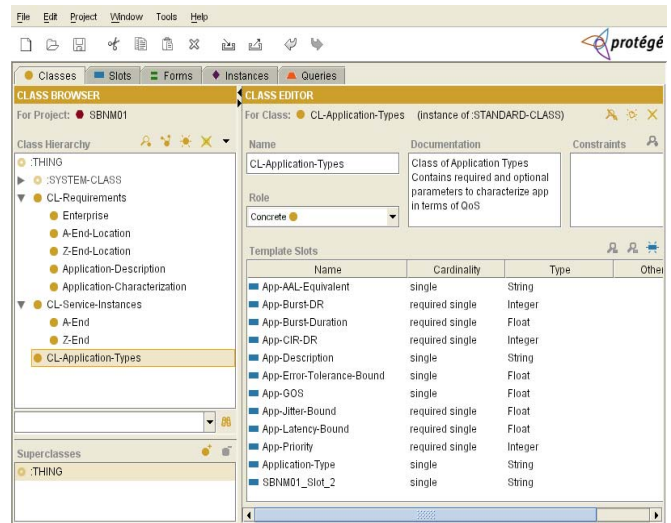 File Edit Project Window Tools Help
protégé
Classes Slots Forms Instances Queries
CLASS BROWSER
For Project: SBNM01
Class Hierarchy
:THING
:SYSTEM-CLASS
CL-Requirements
Enterprise
A-End-Location
Z-End-Location
Application-Description
Application-Characterization
CL-Service-Instances
A-End
Z-End
CL-Application-Types
Superclasses
:THING
CLASS EDITOR
For Class: CL-Application-Types (instance of :STANDARD-CLASS)
Name Documentation Constraints
CL-Application-Types
Class of Application Types
Contains required and optional
parameters to characterize app
in terms of QoS
Role
Concrete
Template Slots
Name Cardinality Type Other
App-AAL-Equivalent single String
App-Burst-DR required single Integer
App-Burst-Duration required single Float
App-CIR-DR required single Integer
App-Description single String
App-Error-Tolerance-Bound single Float
App-GOS single Float
App-Jitter-Bound required single Float
App-Latency-Bound required single Float
App-Priority required single Integer
Application-Type single String
SBNM01_Slot_2 single String